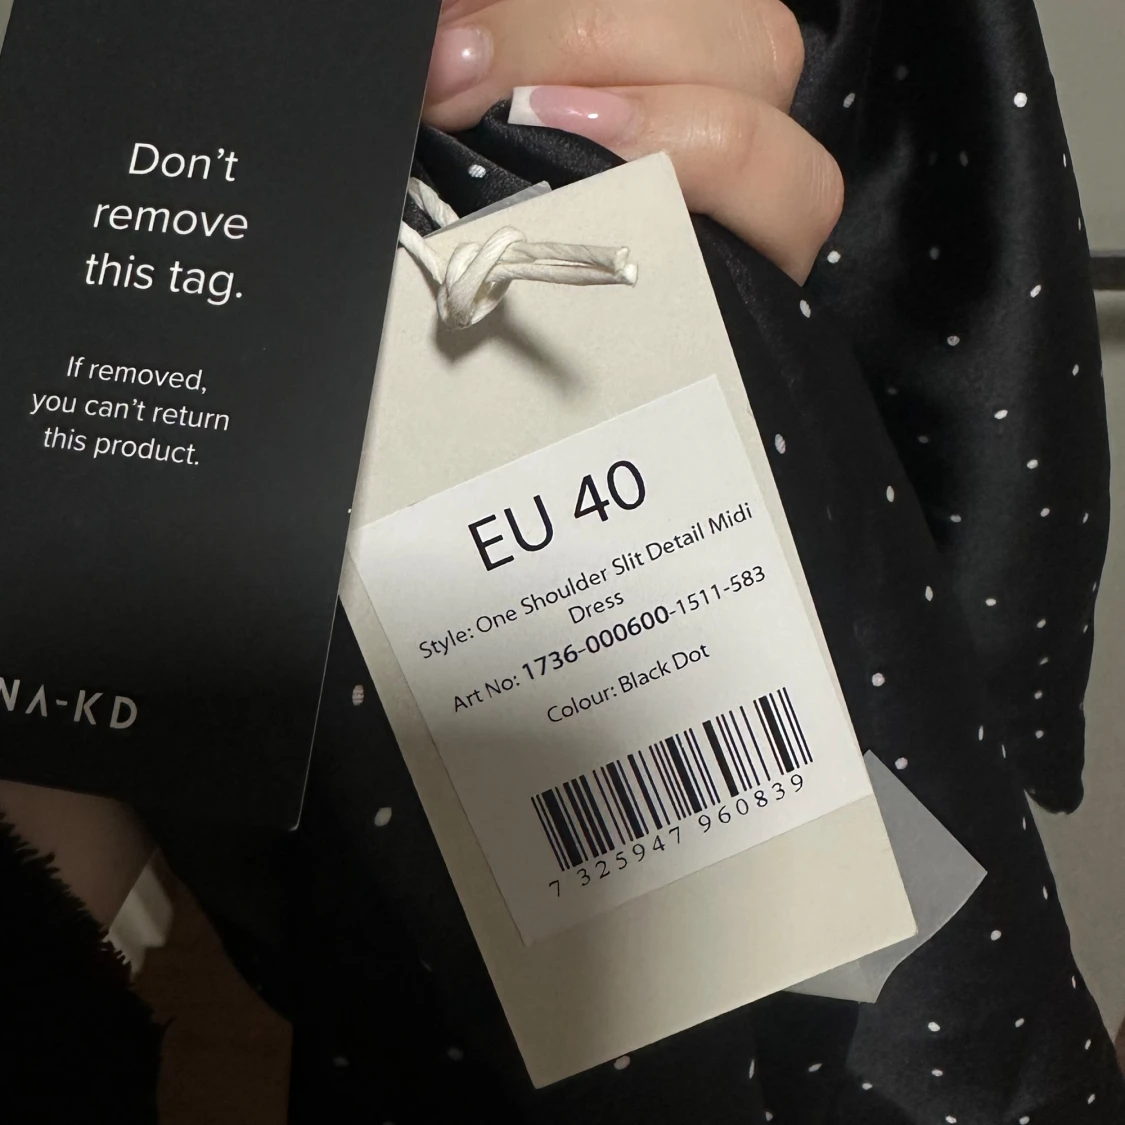 Don't
remove
this tag.
If removed,
you can't return
this product.
NA-KD
EU 40
Style: One Shoulder Slit Detail Midi
Dress
Art No: 1736-000600-1511-583
Colour: Black Dot
7 325947 960839